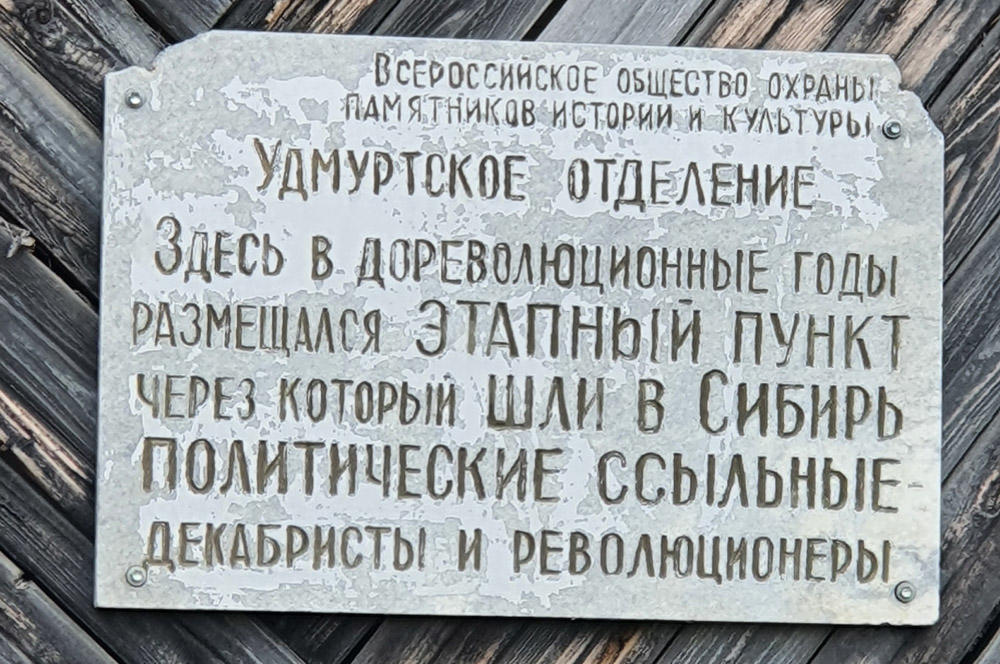 Всероссийское общество охраны
памятников истории и культуры
Удмуртское отделение
Здесь в дореволюционные годы
размещался ЭТАПНЫЙ ПУНКТ
через который ШЛИ В СИБИРЬ
ПОЛИТИЧЕСКИЕ ССЫЛЬНЫЕ-
ДЕКАБРИСТЫ И РЕВОЛЮЦИОНЕРЫ